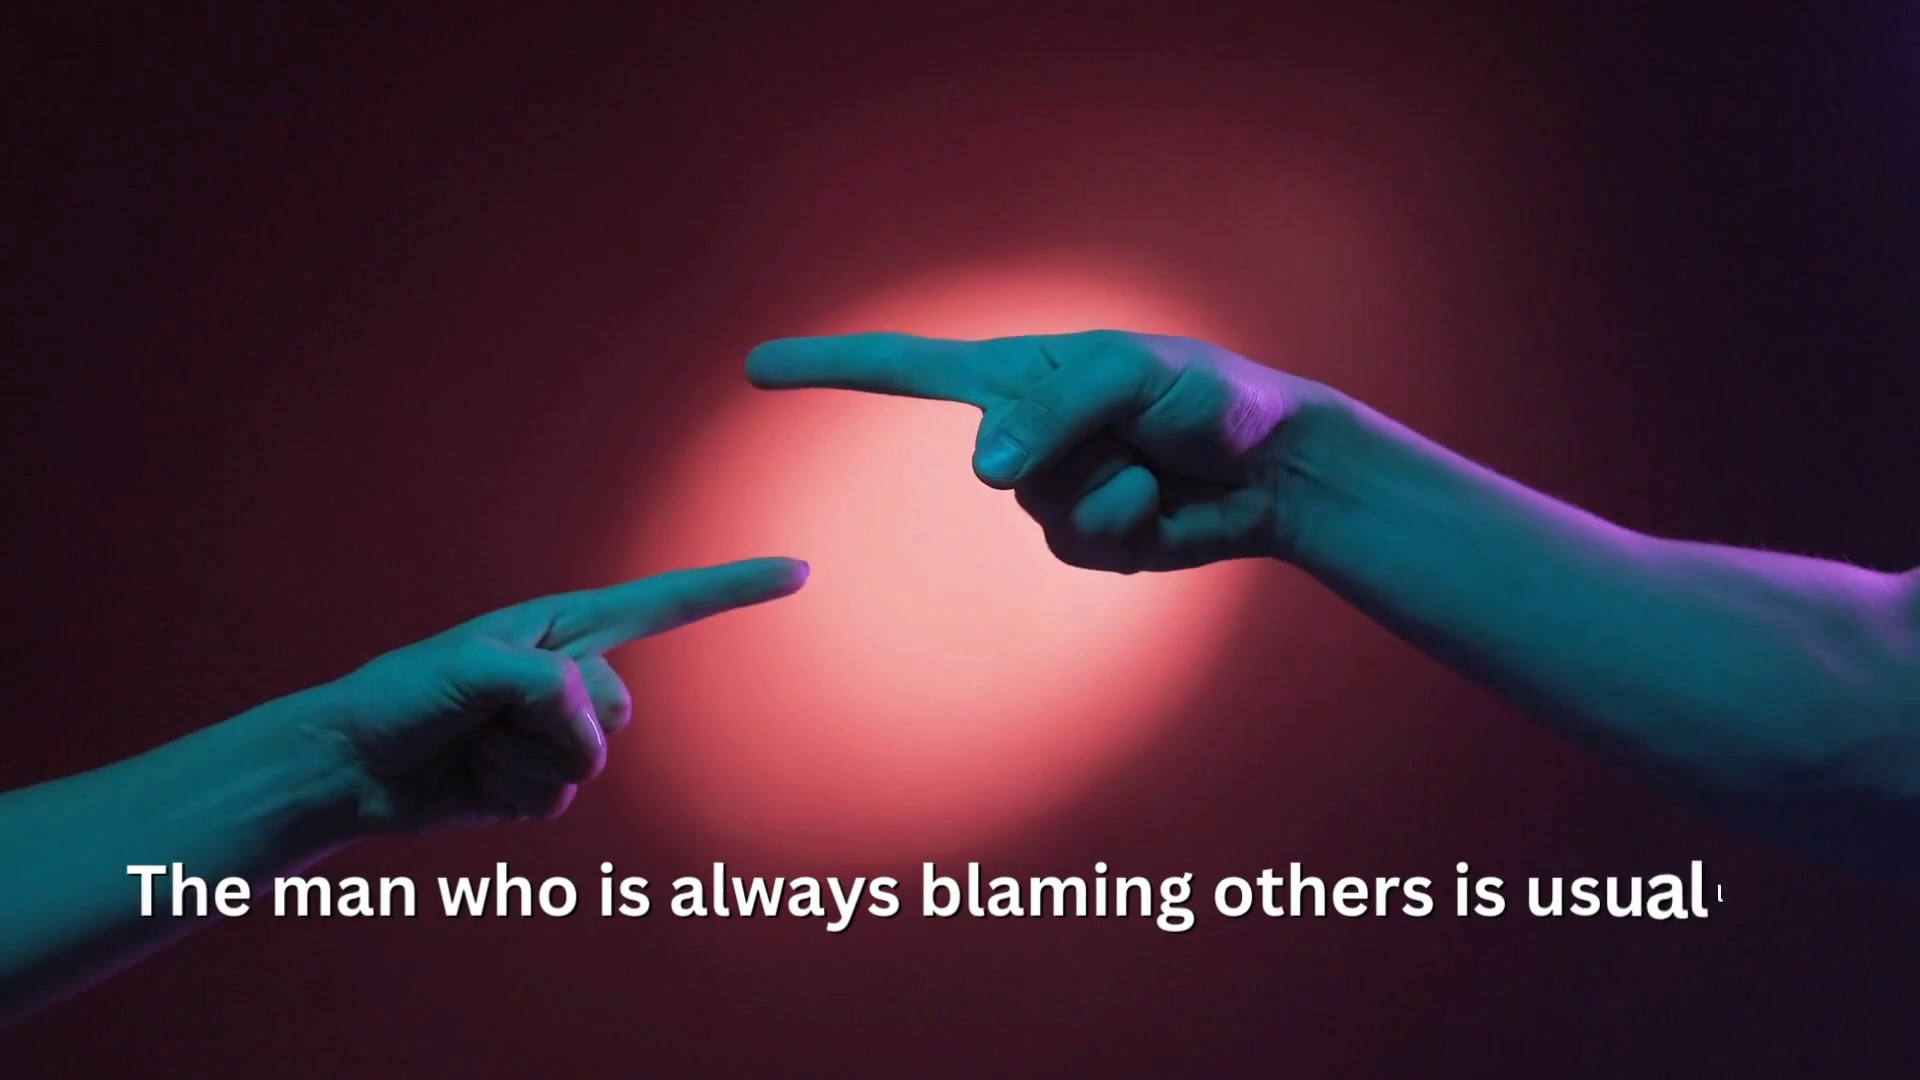 The man who is always blaming others is usual